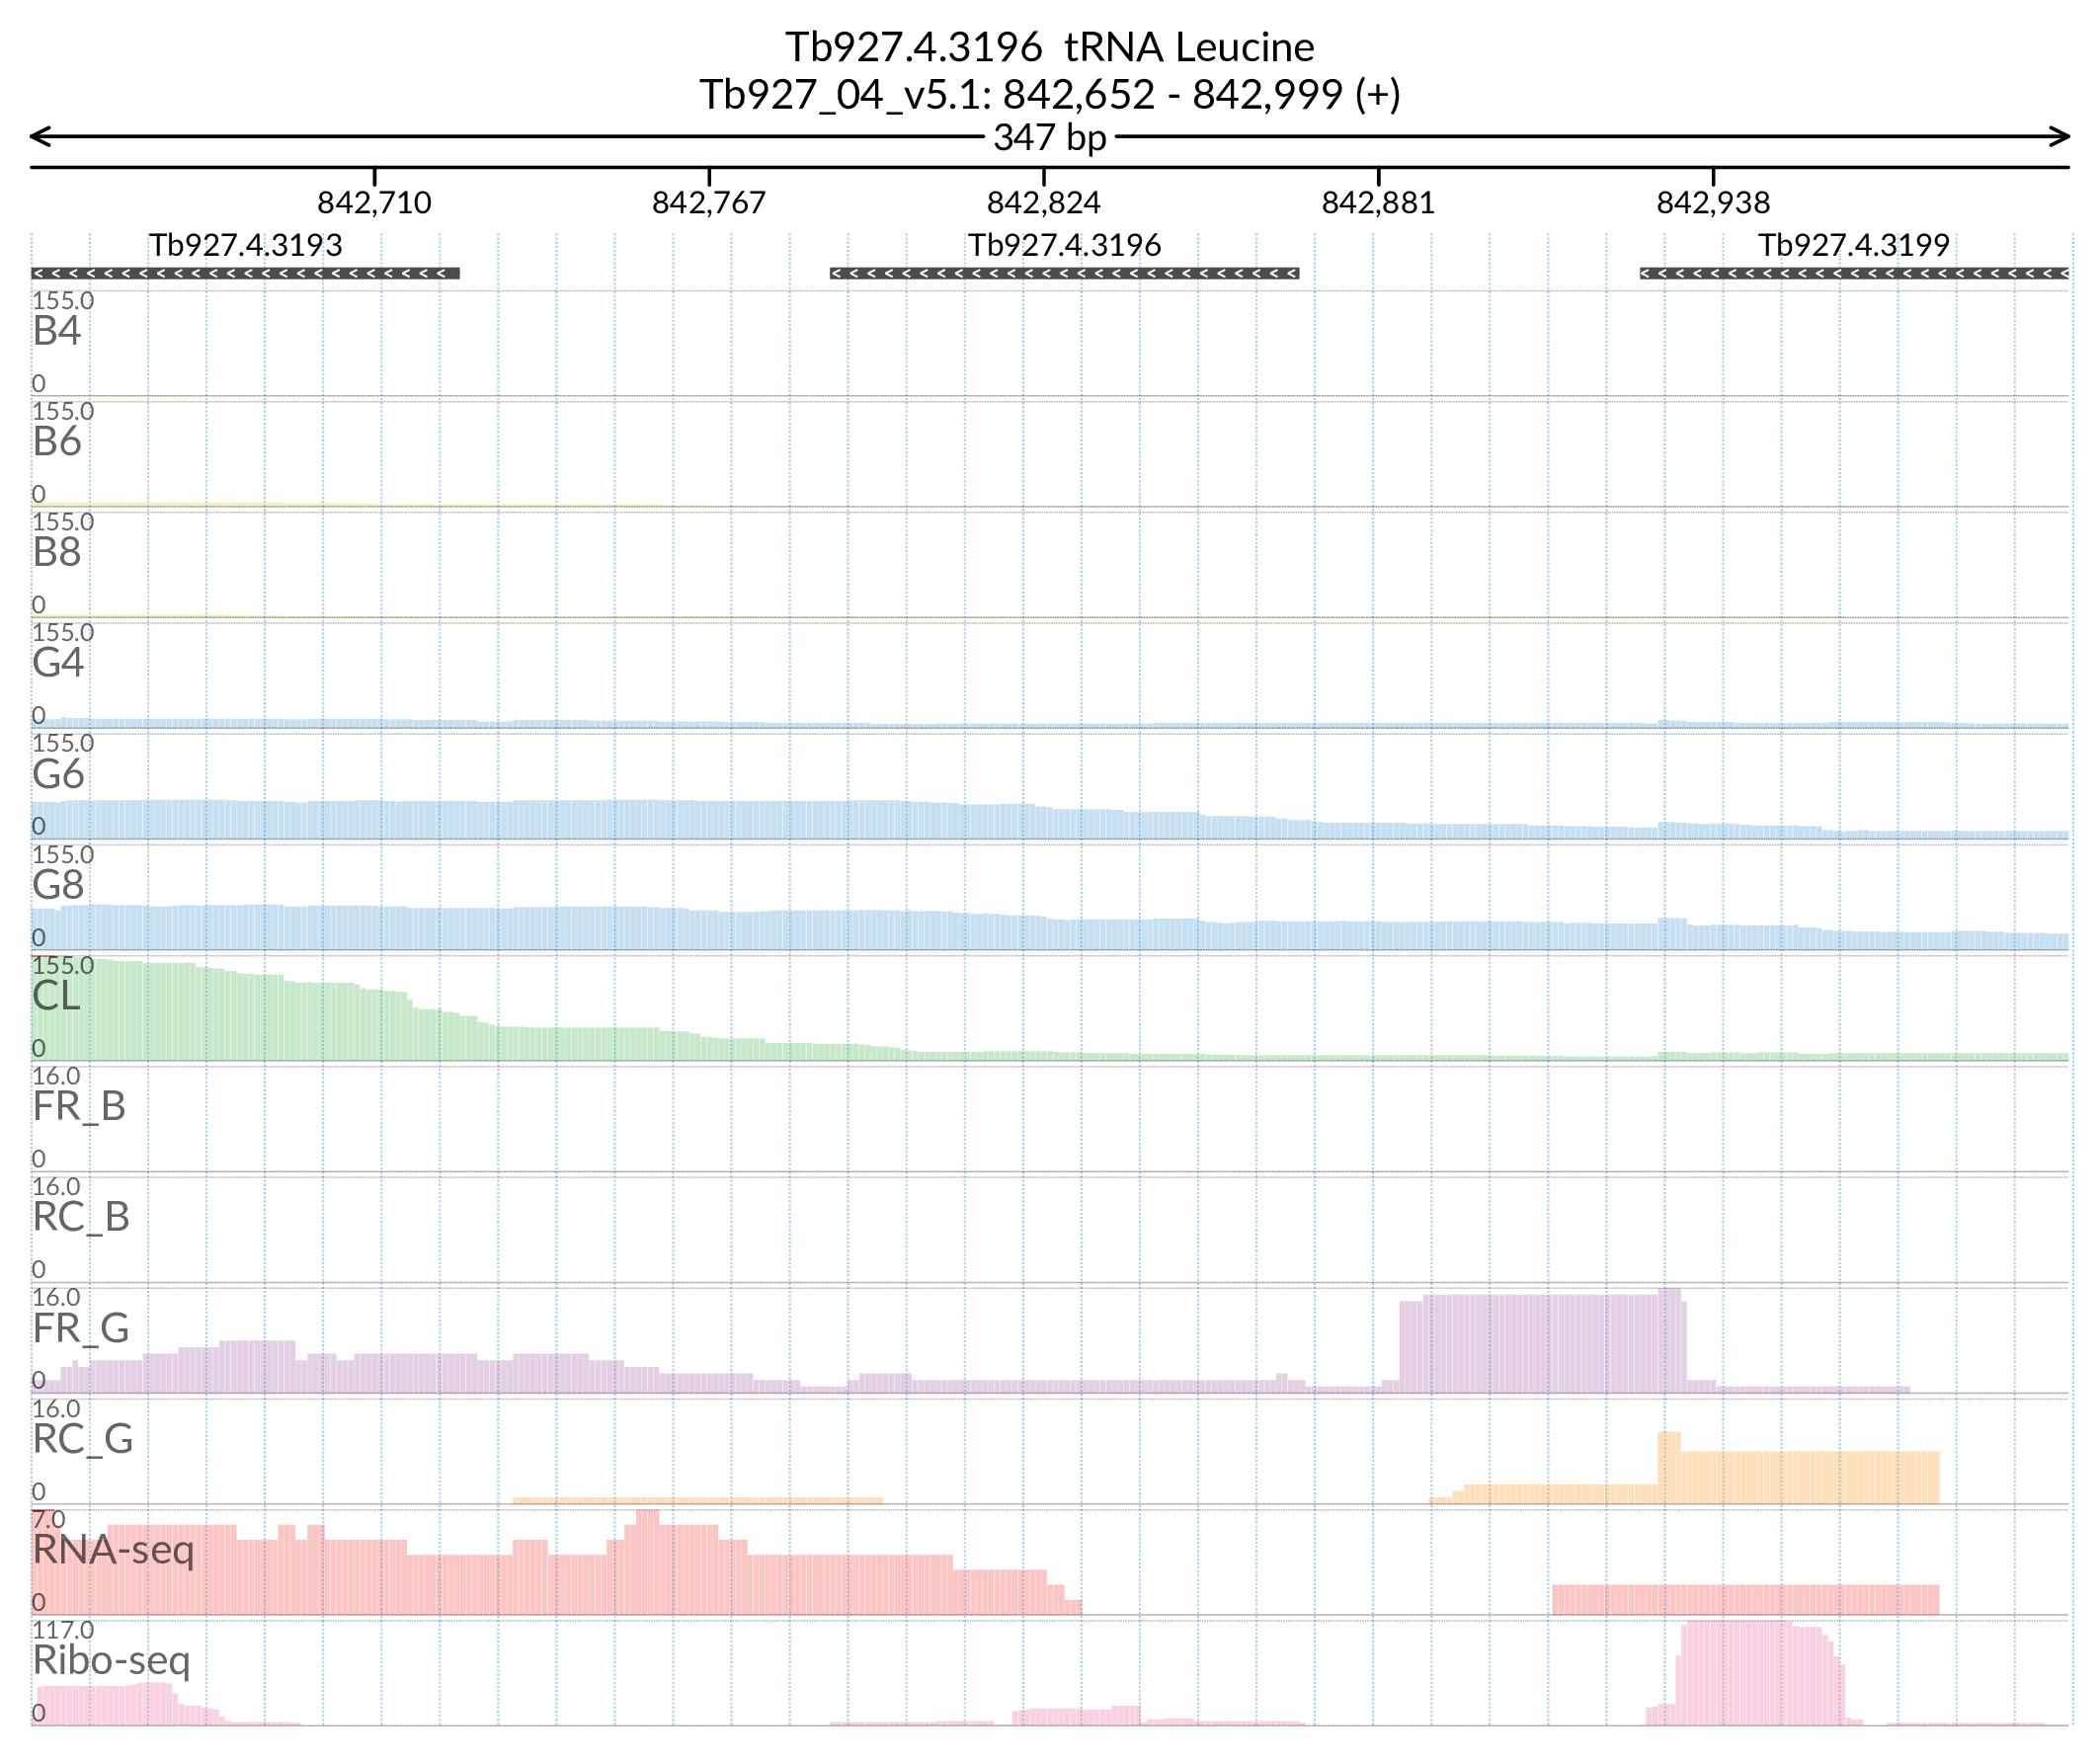 Tb927.4.3196 tRNA Leucine
Tb927_04_v5.1: 842,652 - 842,999 (+)
347 bp
842,710 842,767 842,824 842,881 842,938
Tb927.4.3193 Tb927.4.3196 Tb927.4.3199
155.0
B4
0
155.0
B6
0
155.0
B8
0
155.0
G4
0
155.0
G6
0
155.0
G8
0
155.0
CL
0
16.0
FR_B
0
16.0
RC_B
0
16.0
FR_G
0
16.0
RC_G
0
7.0
RNA-seq
0
117.0
Ribo-seq
0